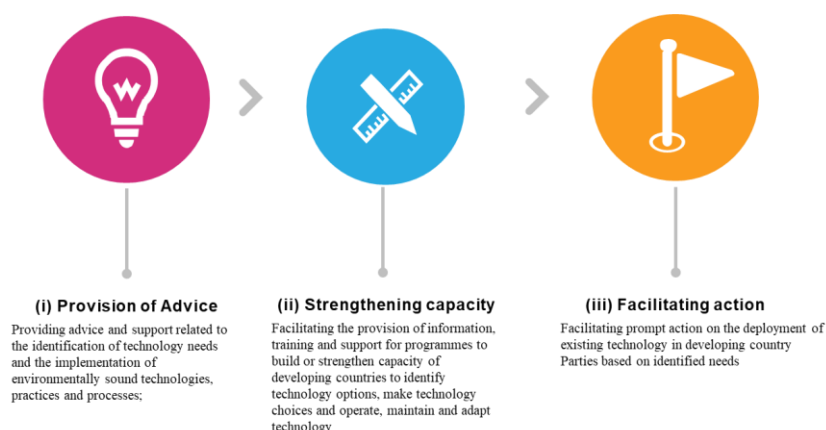 (i) Provision of Advice
Providing advice and support related to
the identification of technology needs
and the implementation of
environmentally sound technologies,
practices and processes;
(ii) Strengthening capacity
Facilitating the provision of information,
training and support for programmes to
build or strengthen capacity of
developing countries to identify
technology options, make technology
choices and operate, maintain and adapt
technology
(iii) Facilitating action
Facilitating prompt action on the deployment of
existing technology in developing country
Parties based on identified needs